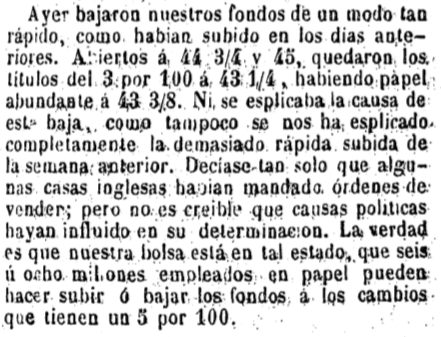 Ayer bajaron nuestros fondos de un modo tan
rápido, como habian subido en los dias ante-
riores. Abiertos á 44 3/4 y 45, quedaron los
títulos del 3 por 100 á 43 1/4, habiendo papel
abundante á 43 3/8. Ni se esplicaba la causa de
esta baja, como tampoco se nos ha esplicado
completamente la demasiado rápida subida de
la semana anterior. Decíase tan solo que algu-
nas casas inglesas habian mandado órdenes de
vender; pero no es creible que causas politicas
hayan influido en su determinacion. La verdad
es que nuestra bolsa está en tal estado, que seis
ú ocho millones empleados en papel pueden
hacer subir ó bajar los fondos á los cambios
que tienen un 5 por 100.